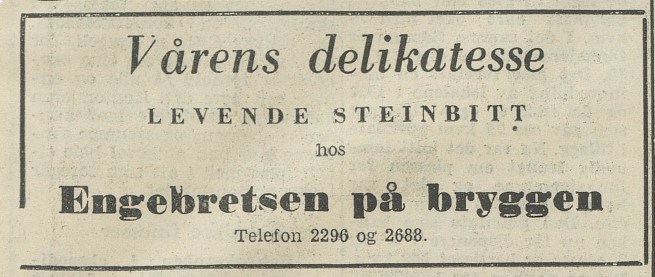 Vårens delikatesse
LEVENDE STEINBITT
hos
Engebretsen på bryggen
Telefon 2296 og 2688.